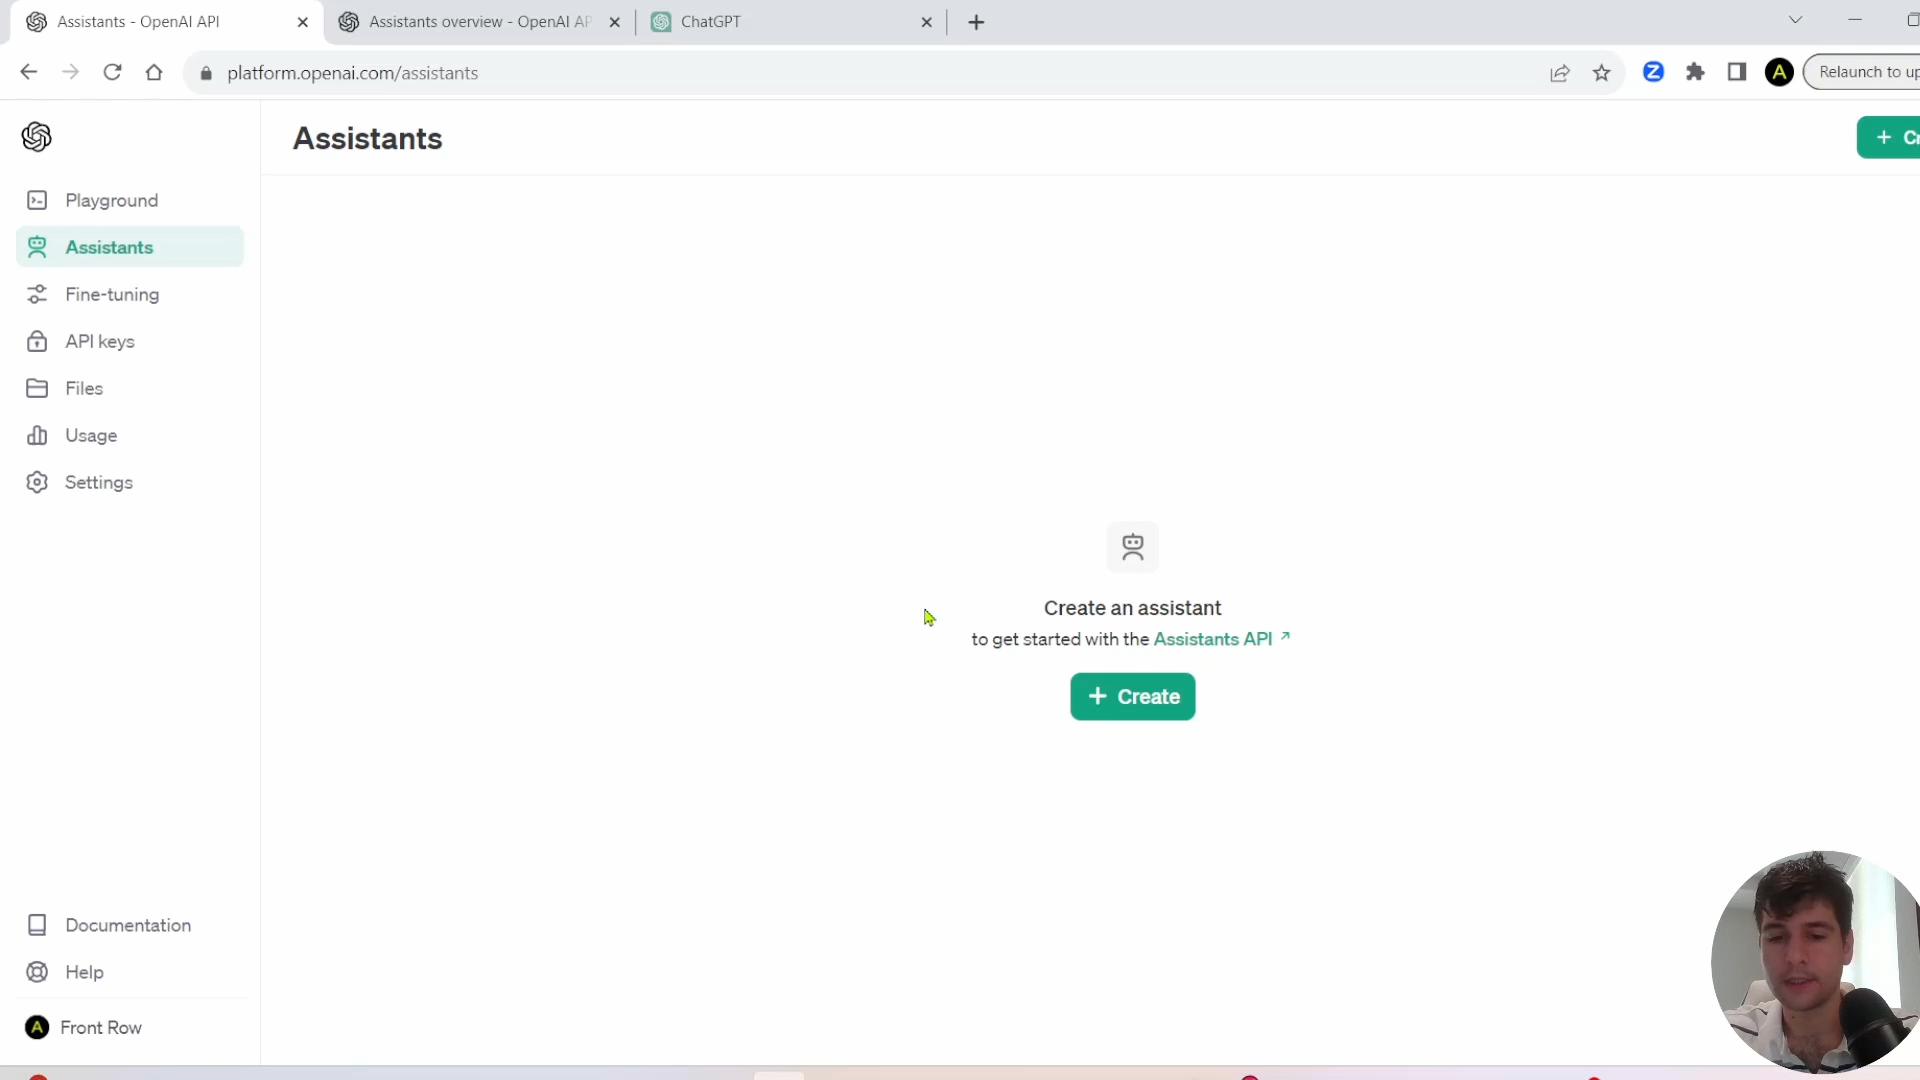 Assistants - OpenAI API
Assistants overview - OpenAI AP
ChatGPT
platform.openai.com/assistants
Z
A
Relaunch to up
Assistants
+ Cr
Playground
Assistants
Fine-tuning
API keys
Files
Usage
Settings
Create an assistant
to get started with the Assistants API ↗
+ Create
Documentation
Help
A Front Row